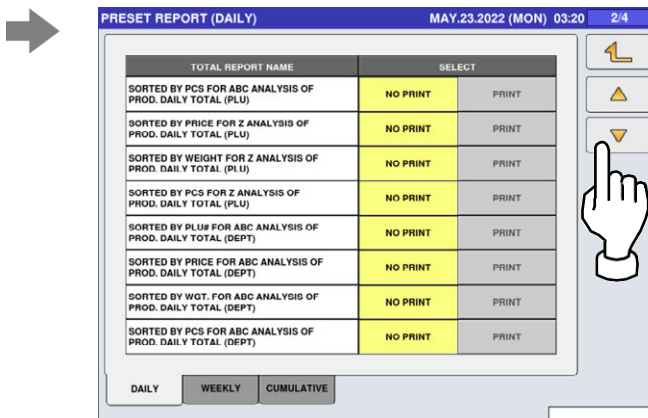 PRESET REPORT (DAILY) MAY.23.2022 (MON) 03:20 2/4
TOTAL REPORT NAME SELECT
SORTED BY PCS FOR ABC ANALYSIS OF
PROD. DAILY TOTAL (PLU)
NO PRINT PRINT
SORTED BY PRICE FOR Z ANALYSIS OF
PROD. DAILY TOTAL (PLU)
NO PRINT PRINT
SORTED BY WEIGHT FOR Z ANALYSIS OF
PROD. DAILY TOTAL (PLU)
NO PRINT PRINT
SORTED BY PCS FOR Z ANALYSIS OF
PROD. DAILY TOTAL (PLU)
NO PRINT PRINT
SORTED BY PLU# FOR ABC ANALYSIS OF
PROD. DAILY TOTAL (DEPT)
NO PRINT PRINT
SORTED BY PRICE FOR ABC ANALYSIS OF
PROD. DAILY TOTAL (DEPT)
NO PRINT PRINT
SORTED BY WGT. FOR ABC ANALYSIS OF
PROD. DAILY TOTAL (DEPT)
NO PRINT PRINT
SORTED BY PCS FOR ABC ANALYSIS OF
PROD. DAILY TOTAL (DEPT)
NO PRINT PRINT
DAILY WEEKLY CUMULATIVE